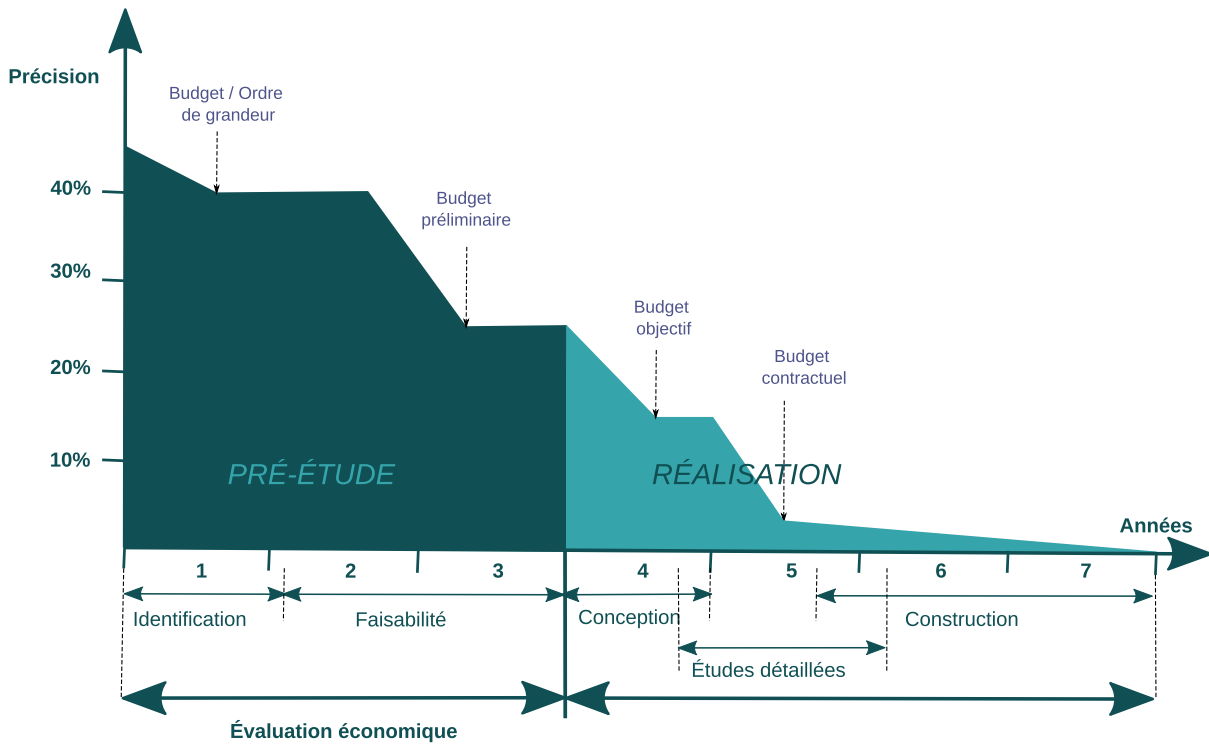 Précision
Budget / Ordre
de grandeur
40%
Budget
préliminaire
30%
Budget
objectif
20%
Budget
contractuel
10%
PRÉ-ÉTUDE
RÉALISATION
Années
1
2
3
4
5
6
7
Identification
Faisabilité
Conception
Construction
Études détaillées
Évaluation économique